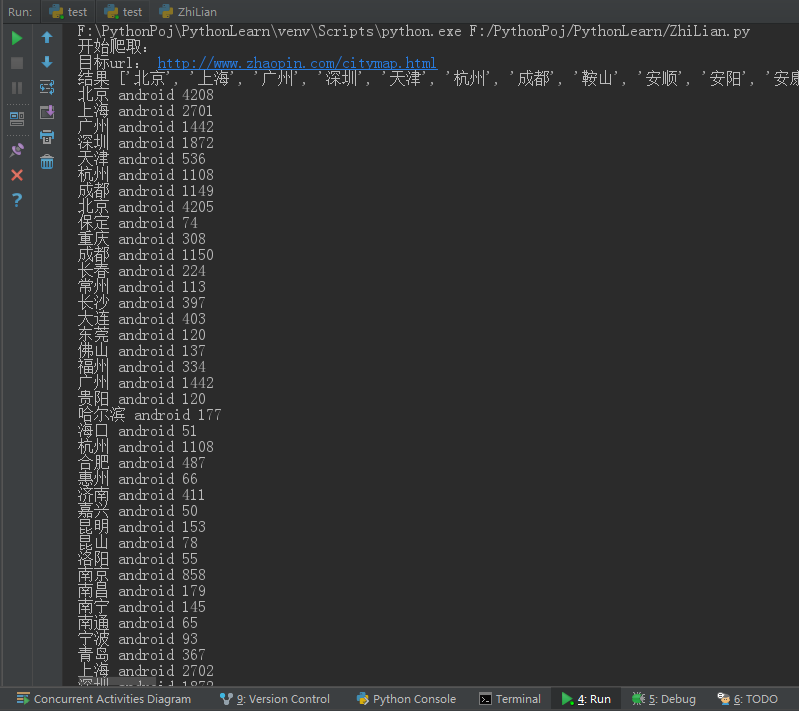 Run: test test ZhiLian
F:\PythonPoj\PythonLearn\venv\Scripts\python.exe F:/PythonPoj/PythonLearn/ZhiLian.py
开始爬取:
目标url: http://www.zhaopin.com/citymap.html
结果 ['北京', '上海', '广州', '深圳', '天津', '杭州', '成都', '鞍山', '安顺', '安阳', '安康
北京 android 4208
上海 android 2701
广州 android 1442
深圳 android 1872
天津 android 536
杭州 android 1108
成都 android 1149
北京 android 4205
保定 android 74
重庆 android 308
成都 android 1150
长春 android 224
常州 android 113
长沙 android 397
大连 android 403
东莞 android 120
佛山 android 137
福州 android 334
广州 android 1442
贵阳 android 120
哈尔滨 android 177
海口 android 51
杭州 android 1108
合肥 android 487
惠州 android 66
济南 android 411
嘉兴 android 50
昆明 android 153
昆山 android 78
洛阳 android 55
南京 android 858
南昌 android 179
南宁 android 145
南通 android 65
宁波 android 93
青岛 android 367
上海 android 2702
深圳 android 1872
Concurrent Activities Diagram 9: Version Control Python Console Terminal 4: Run 5: Debug 6: TODO